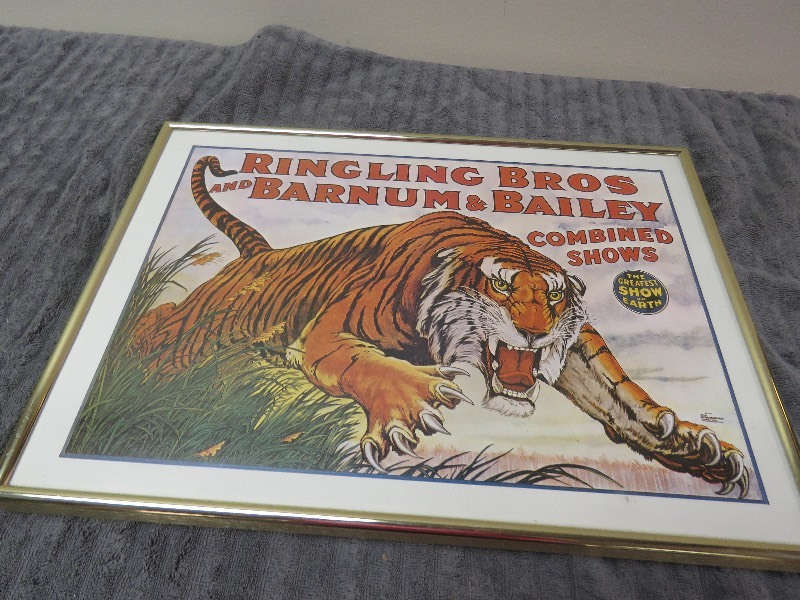 RINGLING BROS
AND BARNUM & BAILEY
COMBINED
SHOWS
THE
GREATEST
SHOW
ON
EARTH